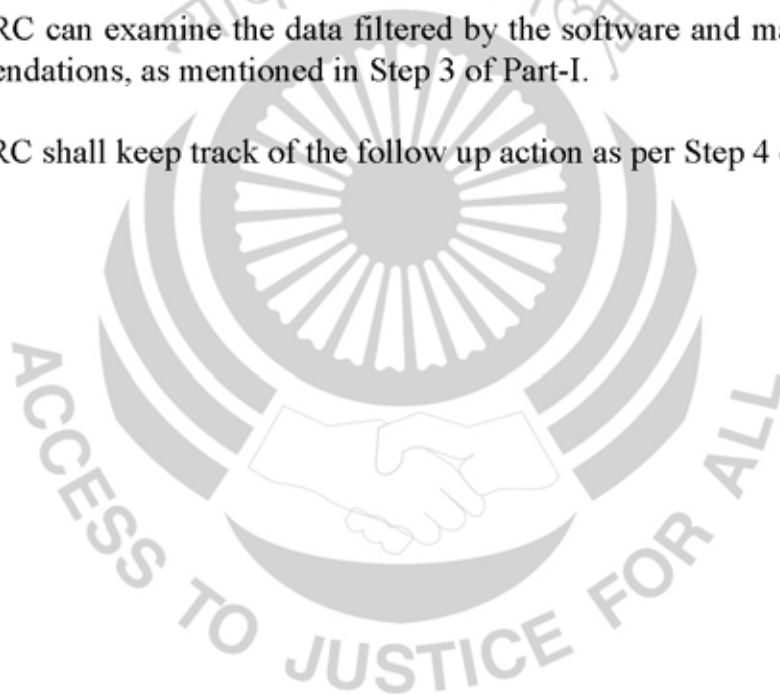 RC can examine the data filtered by the software and ma
endations, as mentioned in Step 3 of Part-I.
RC shall keep track of the follow up action as per Step 4
ACCESS TO JUSTICE FOR ALL